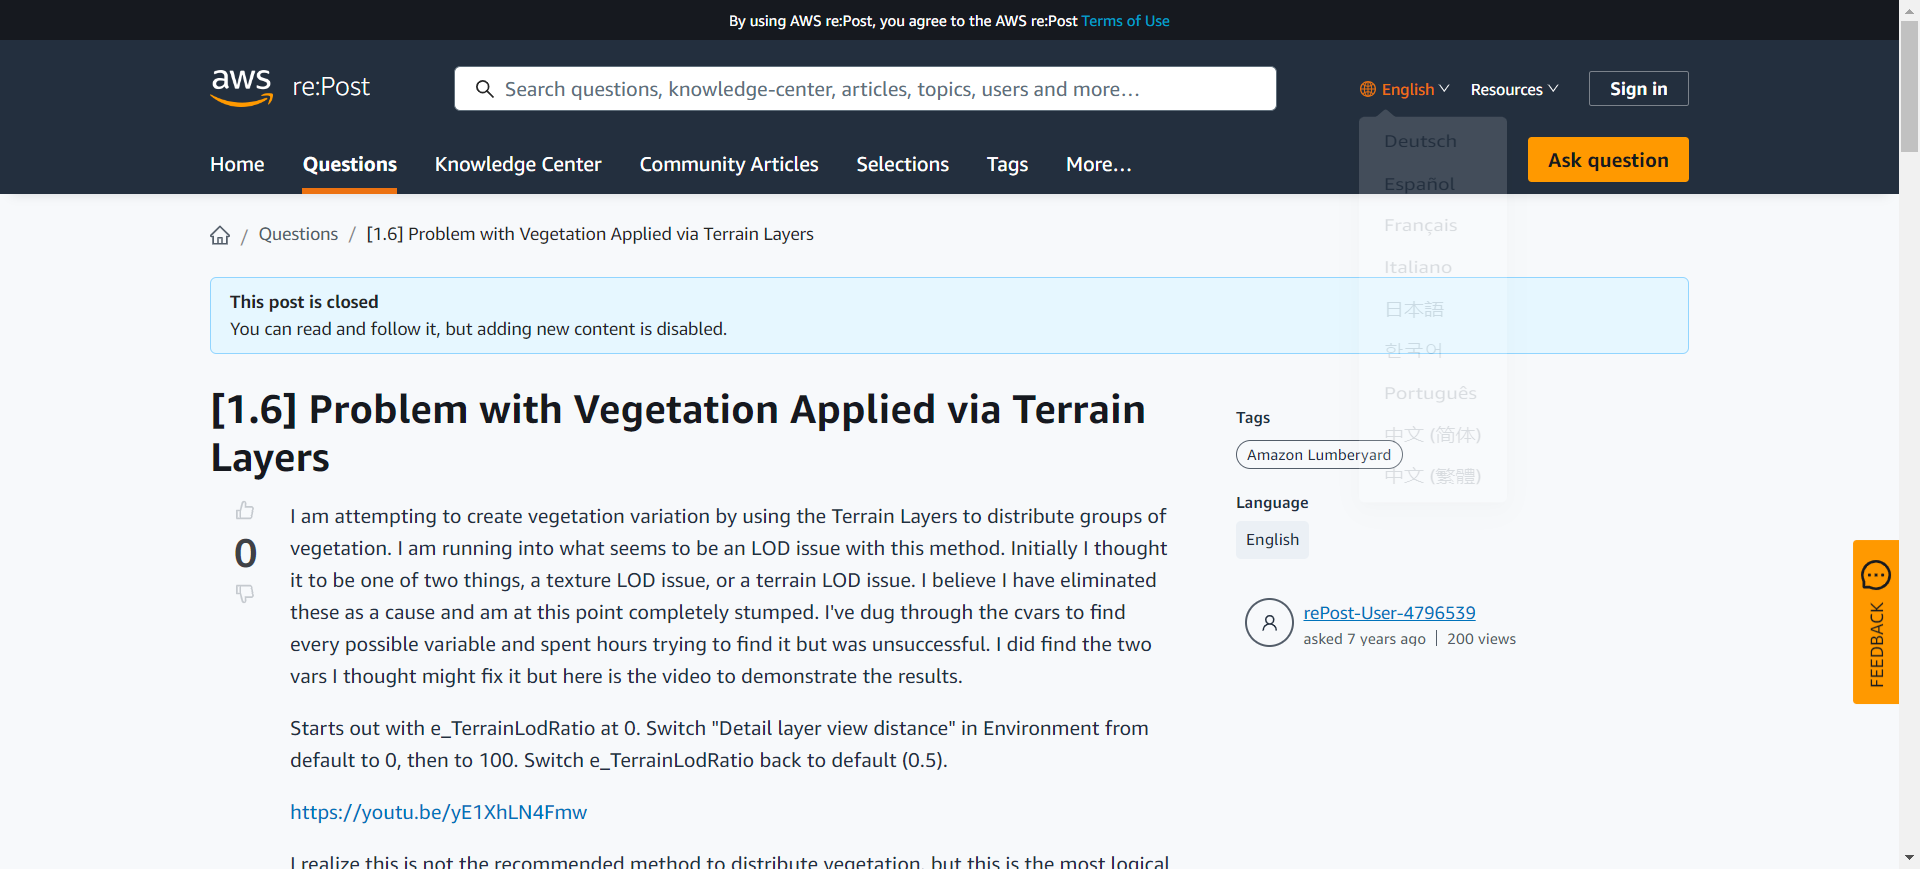 By using AWS re:Post, you agree to the AWS re:Post Terms of Use
aws re:Post
Search questions, knowledge-center, articles, topics, users and more...
English
Resources
Sign in
Home
Questions
Knowledge Center
Community Articles
Selections
Tags
More...
Ask question
Deutsch
Español
Français
Italiano
日本語
한국어
Português
中文 (简体)
中文 (繁體)
/ Questions / [1.6] Problem with Vegetation Applied via Terrain Layers
This post is closed
You can read and follow it, but adding new content is disabled.
[1.6] Problem with Vegetation Applied via Terrain
Layers
0
I am attempting to create vegetation variation by using the Terrain Layers to distribute groups of
vegetation. I am running into what seems to be an LOD issue with this method. Initially I thought
it to be one of two things, a texture LOD issue, or a terrain LOD issue. I believe I have eliminated
these as a cause and am at this point completely stumped. I've dug through the cvars to find
every possible variable and spent hours trying to find it but was unsuccessful. I did find the two
vars I thought might fix it but here is the video to demonstrate the results.
Starts out with e_TerrainLodRatio at 0. Switch "Detail layer view distance" in Environment from
default to 0, then to 100. Switch e_TerrainLodRatio back to default (0.5).
https://youtu.be/yE1XhLN4Fmw
I realize this is not the recommended method to distribute vegetation, but this is the most logical
Tags
Amazon Lumberyard
Language
English
rePost-User-4796539
asked 7 years ago | 200 views
FEEDBACK